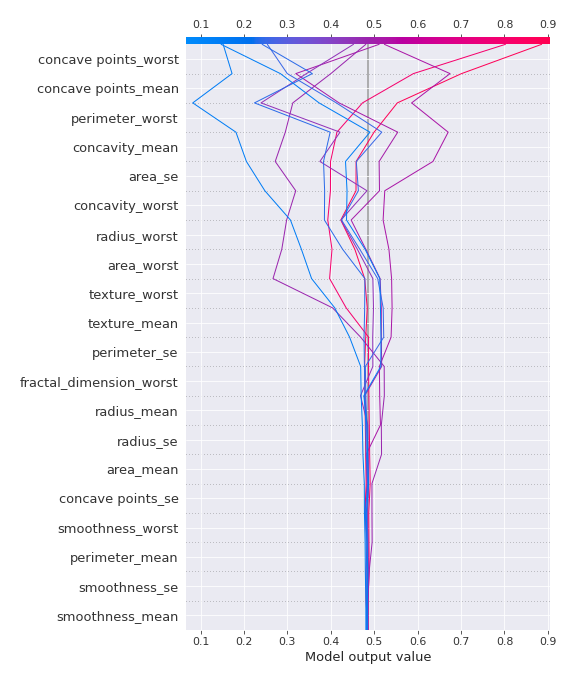 0.1 0.2 0.3 0.4 0.5 0.6 0.7 0.8 0.9
concave points_worst
concave points_mean
perimeter_worst
concavity_mean
area_se
concavity_worst
radius_worst
area_worst
texture_worst
texture_mean
perimeter_se
fractal_dimension_worst
radius_mean
radius_se
area_mean
concave points_se
smoothness_worst
perimeter_mean
smoothness_se
smoothness_mean
0.1 0.2 0.3 0.4 0.5 0.6 0.7 0.8 0.9
Model output value